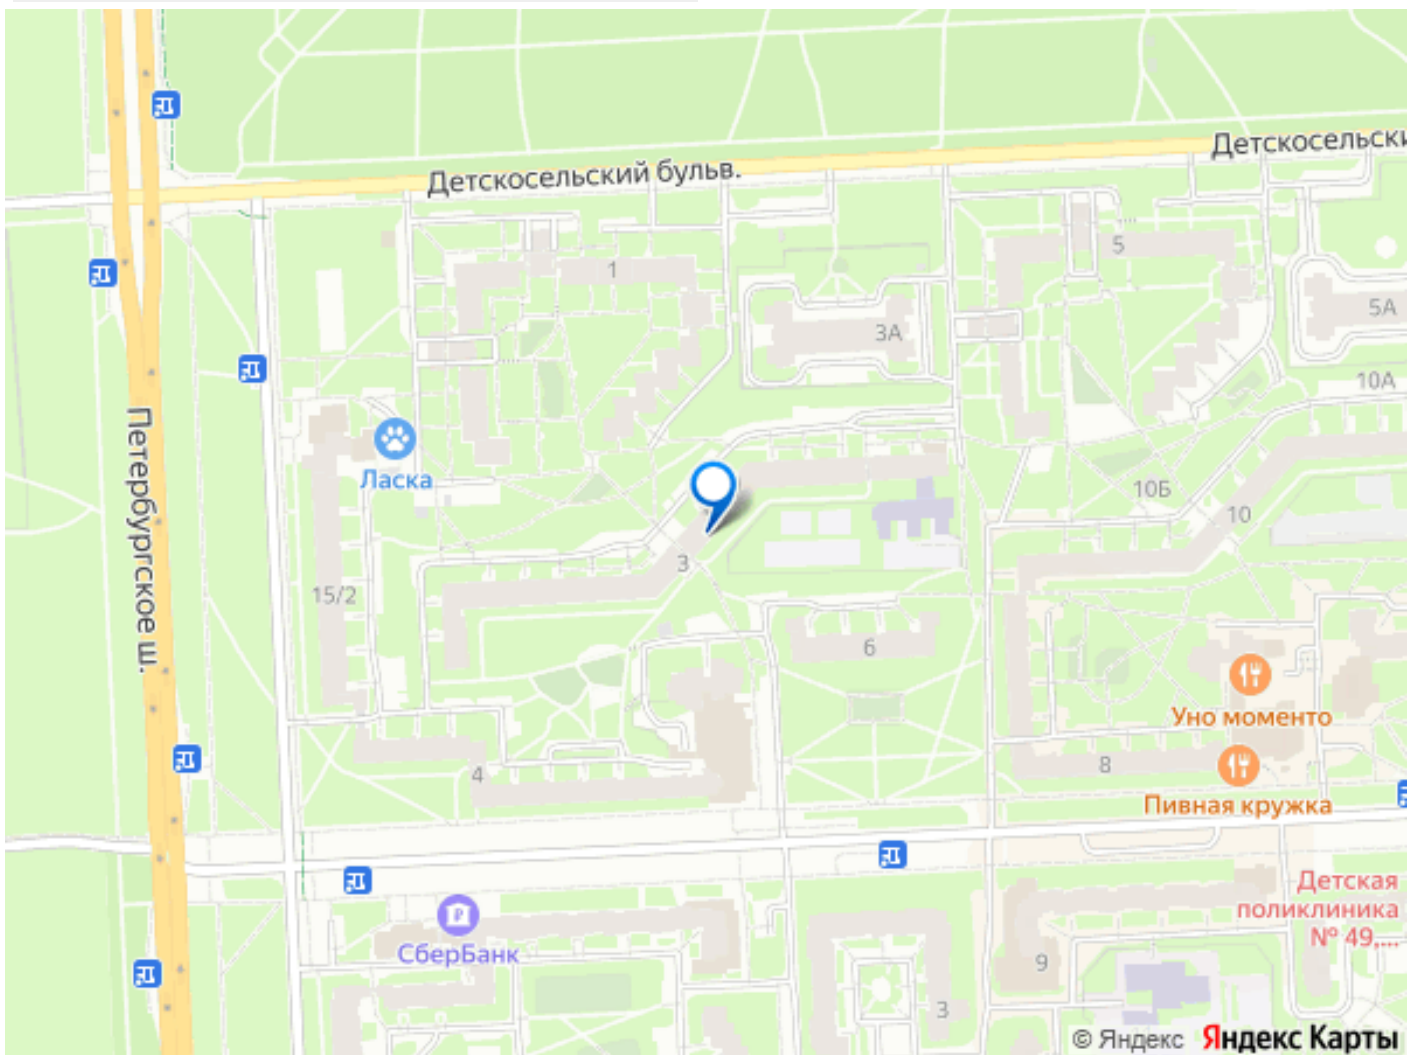 Детскосельски
Детскосельский бульв.
5
1
5А
3А
10А
Петербургское ш.
Ласка
10Б
10
3
15/2
6
Уно моменто
8
4
Пивная кружка
Детская
поликлиника
№ 49,...
СберБанк
9
3
© Яндекс Яндекс Карты